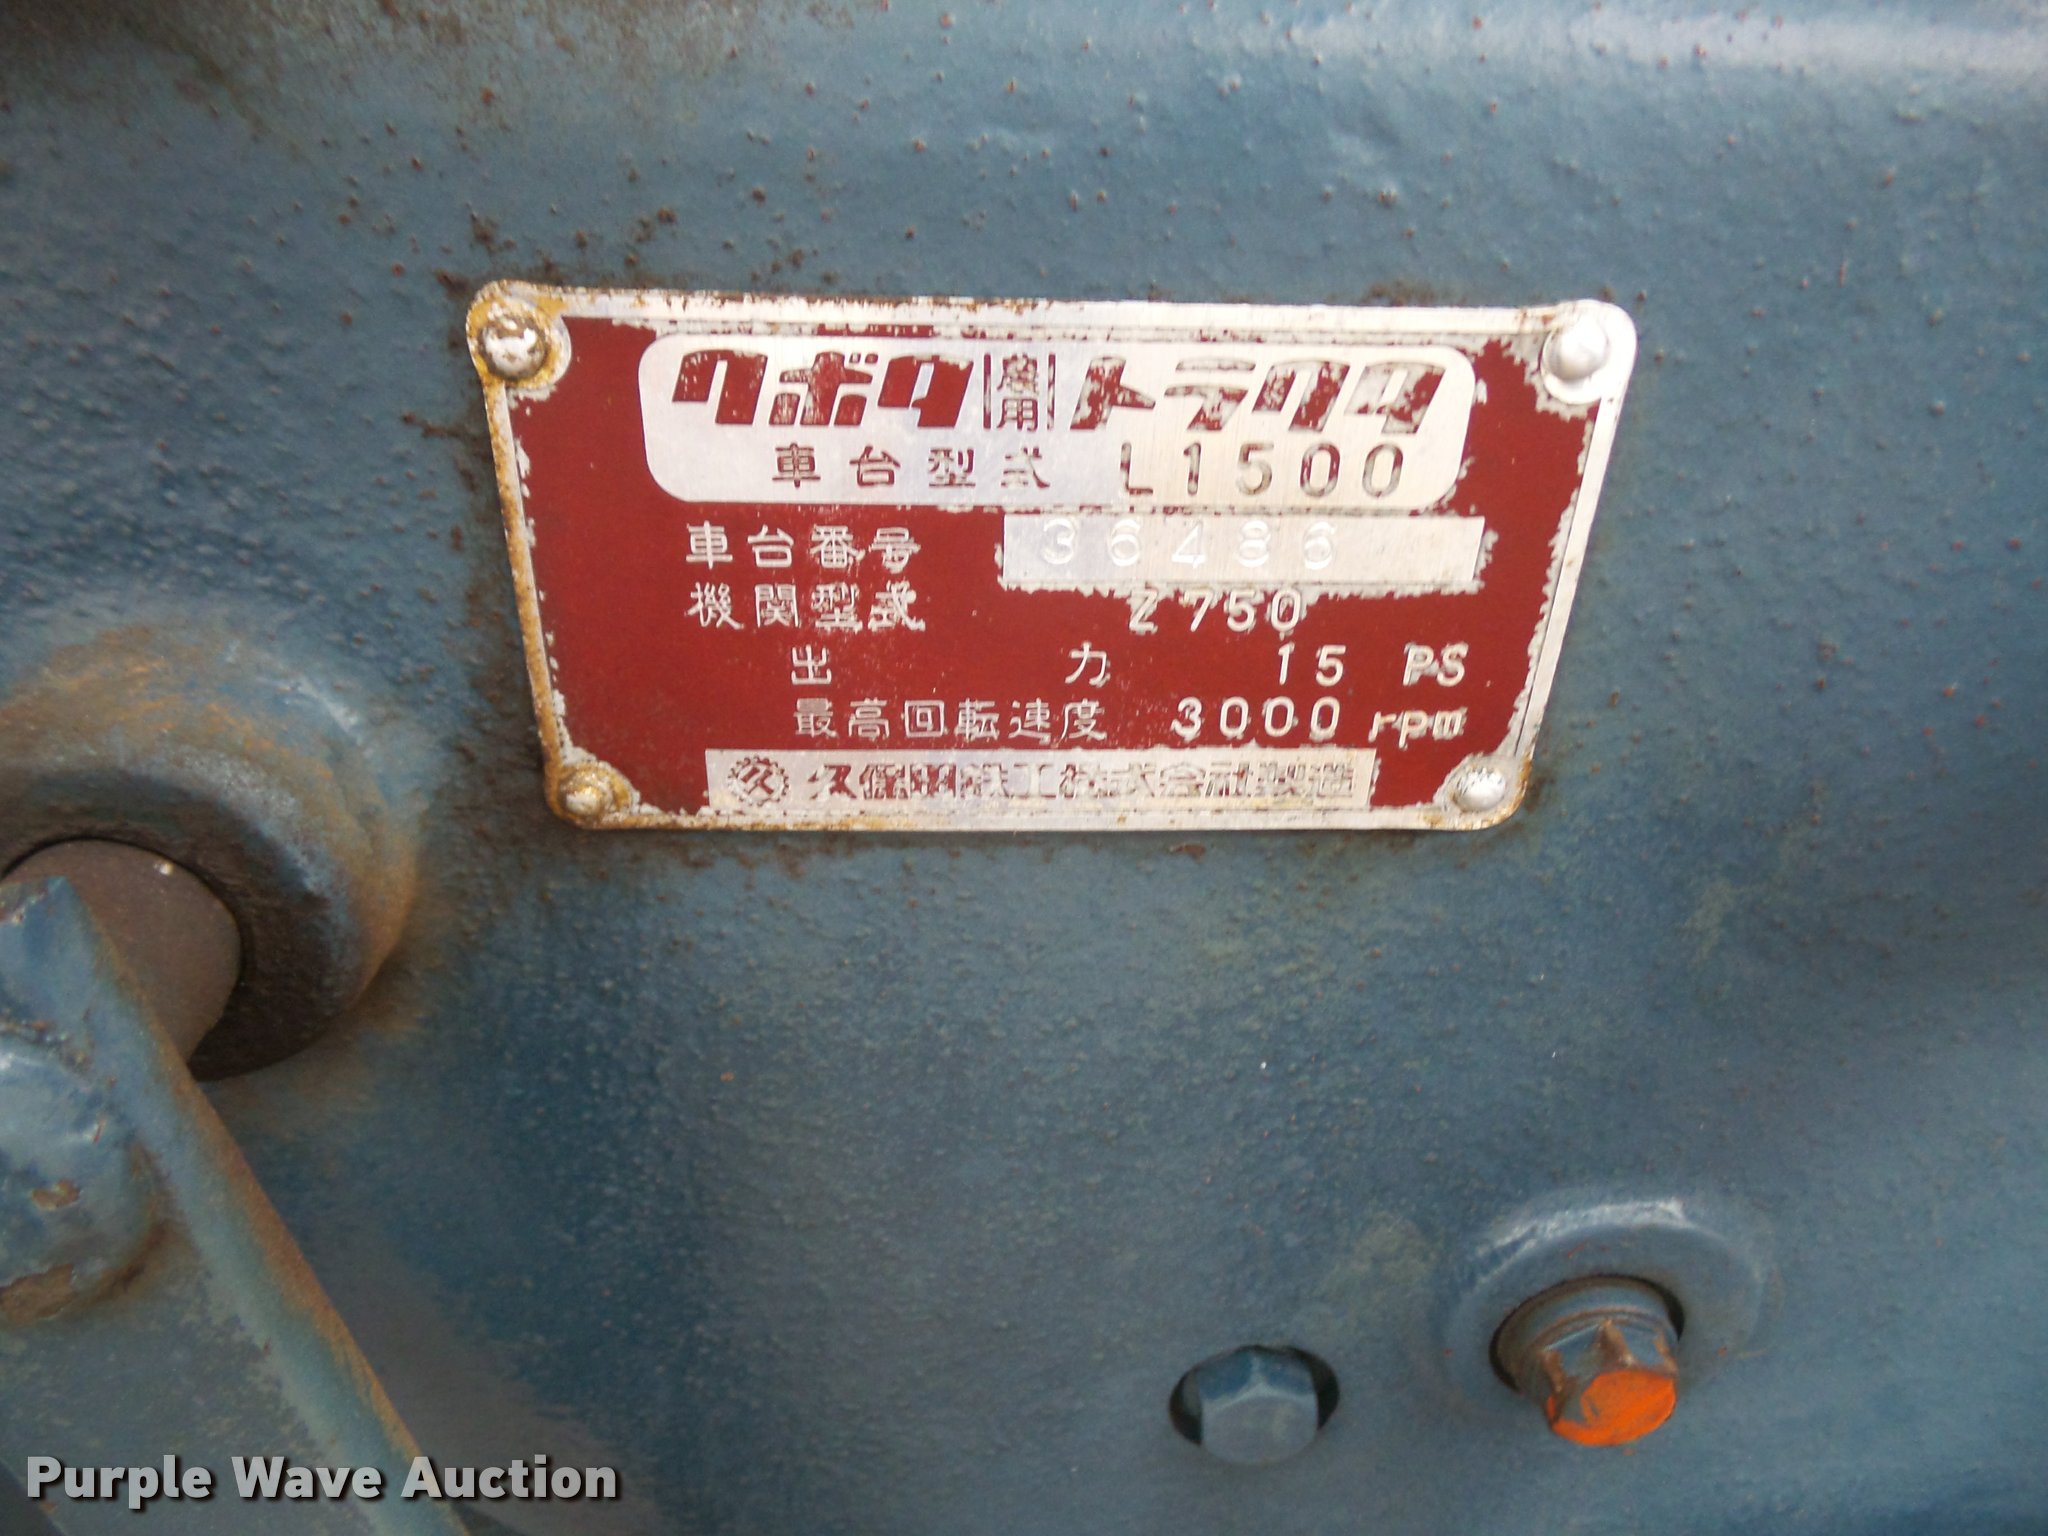 クボタ 農用 トラクタ
車台型式 L1500
車台番号 36486
機関型式 Z750
出力 15 PS
最高回転速度 3000 rpm
久保田鉄工株式会社製造
Purple Wave Auction